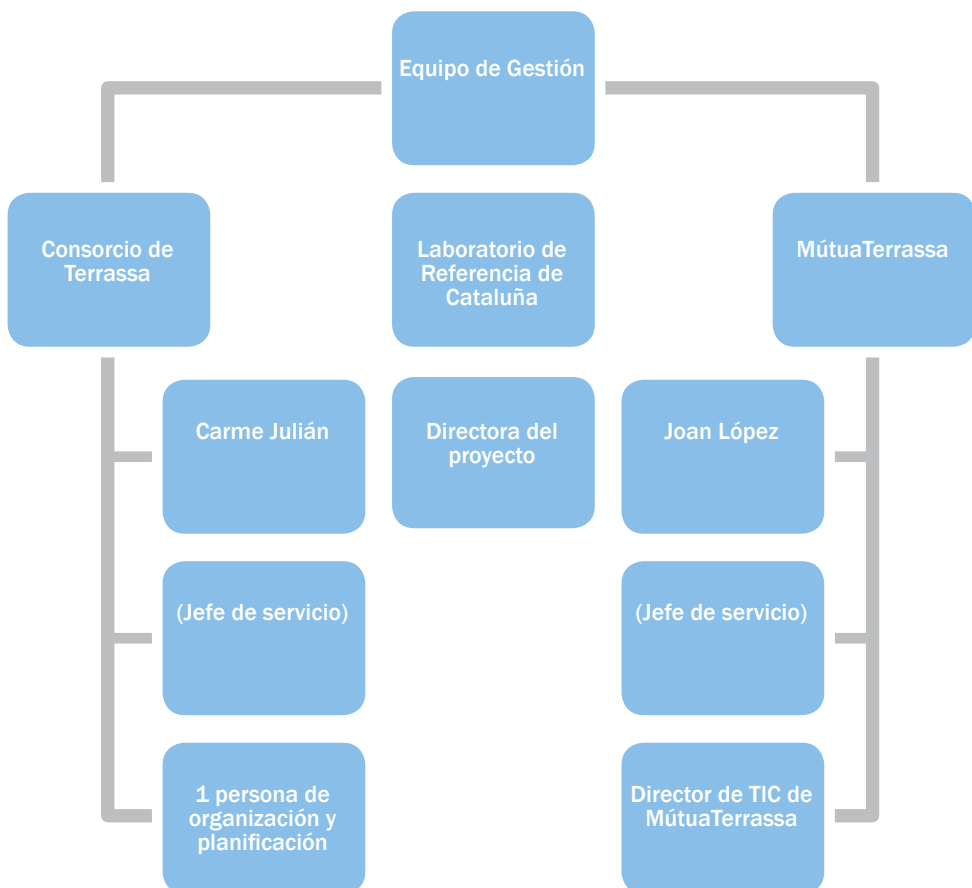 Equipo de Gestión
Consorcio de
Terrassa
Laboratorio de
Referencia de
Cataluña
MútuaTerrassa
Carme Julián
Directora del
proyecto
Joan López
(Jefe de servicio)
(Jefe de servicio)
1 persona de
organización y
planificación
Director de TIC de
MútuaTerrassa